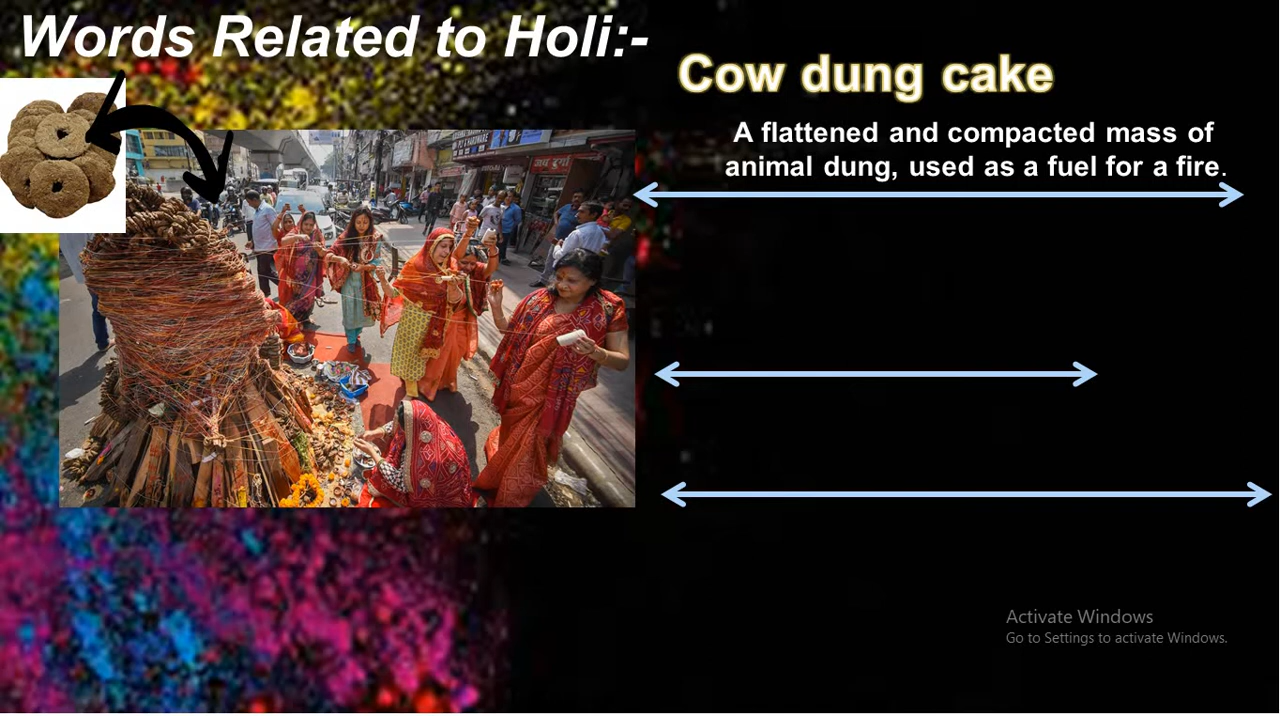 Words Related to Holi:-
Cow dung cake
A flattened and compacted mass of
animal dung, used as a fuel for a fire.
Activate Windows
Go to Settings to activate Windows.